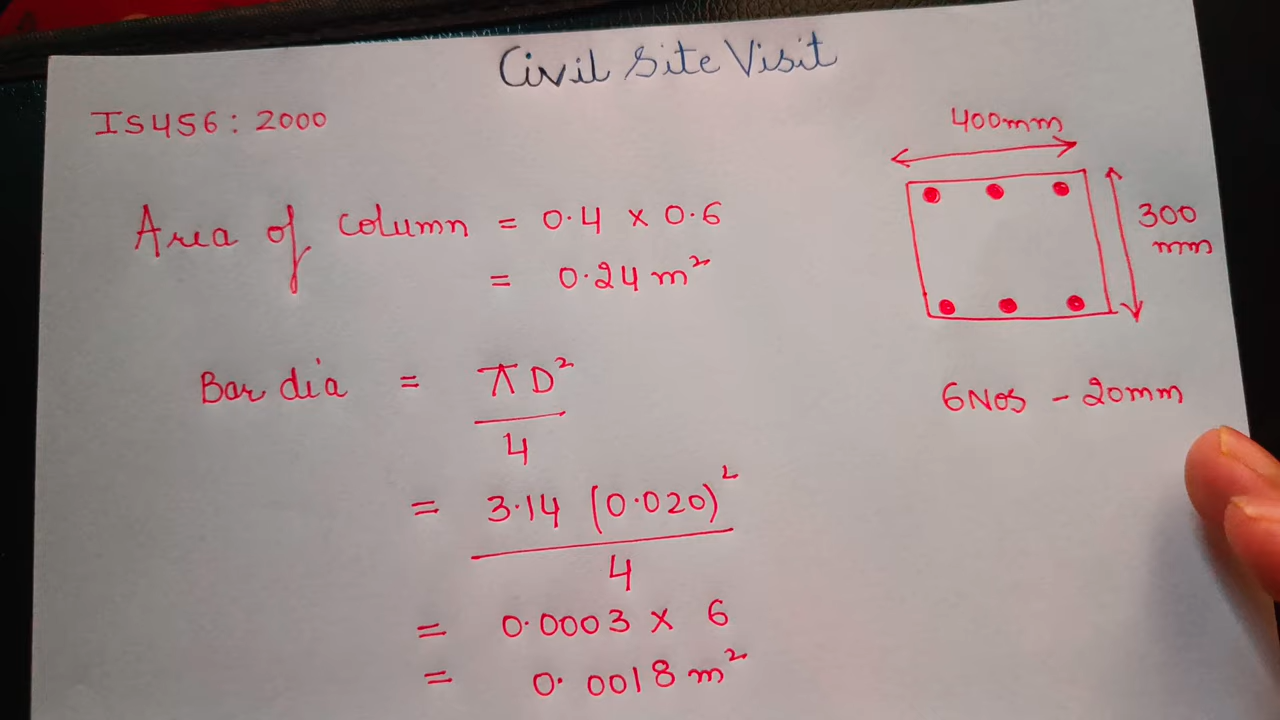 Civil Site Visit
IS456: 2000
400mm
300
mm
Area of column = 0.4 x 0.6
= 0.24 m²
Bar dia = πD²
4
6Nos - 20mm
= 3.14 (0.020)²
4
= 0.0003 x 6
= 0.0018 m²